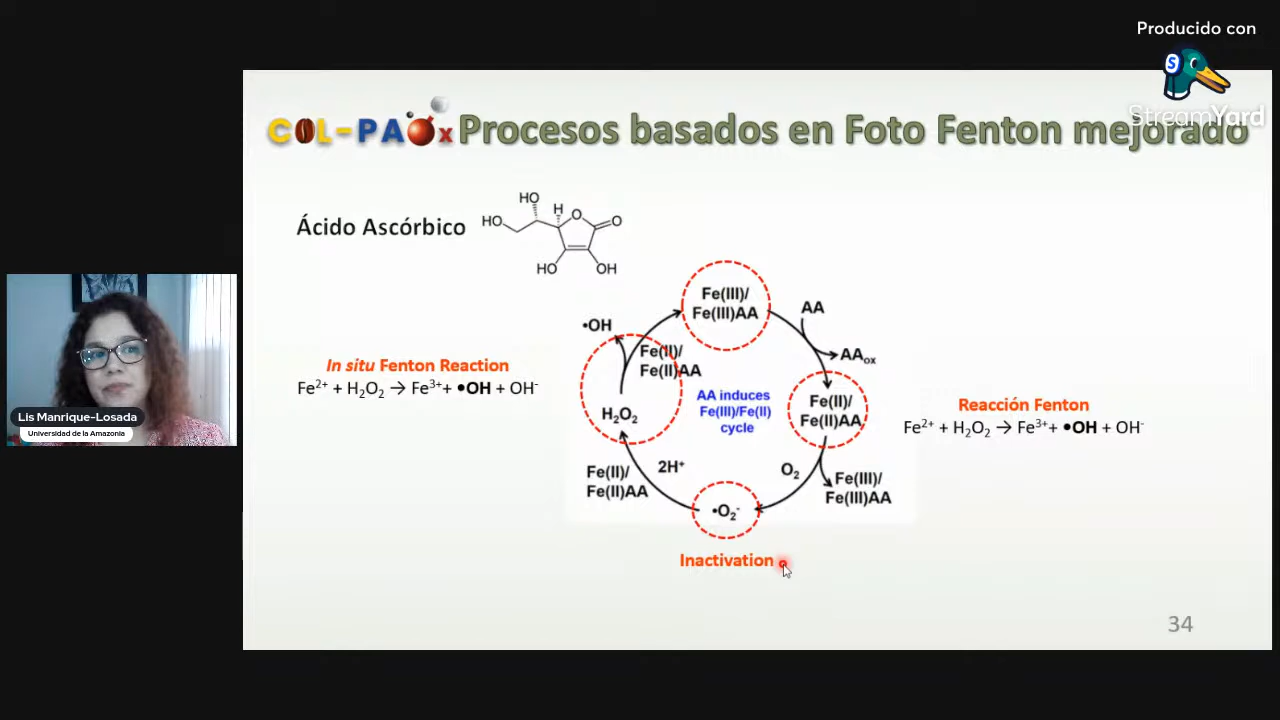 Producido con
StreamYard
COL-PAOx Procesos basados en Foto Fenton mejorado
Ácido Ascórbico
HO
HO
H
O
O
HO
OH
Fe(III)/
Fe(III)AA
AA
AAox
•OH
Fe(II)/
Fe(II)AA
H₂O₂
AA induces
Fe(III)/Fe(II)
cycle
Fe(II)/
Fe(II)AA
In situ Fenton Reaction
Fe²⁺ + H₂O₂ → Fe³⁺+ •OH + OH⁻
Reacción Fenton
Fe²⁺ + H₂O₂ → Fe³⁺+ •OH + OH⁻
Fe(II)/
Fe(II)AA
2H⁺
O₂
Fe(III)/
Fe(III)AA
•O₂⁻
Inactivation
Lis Manrique-Losada
Universidad de la Amazonia
34